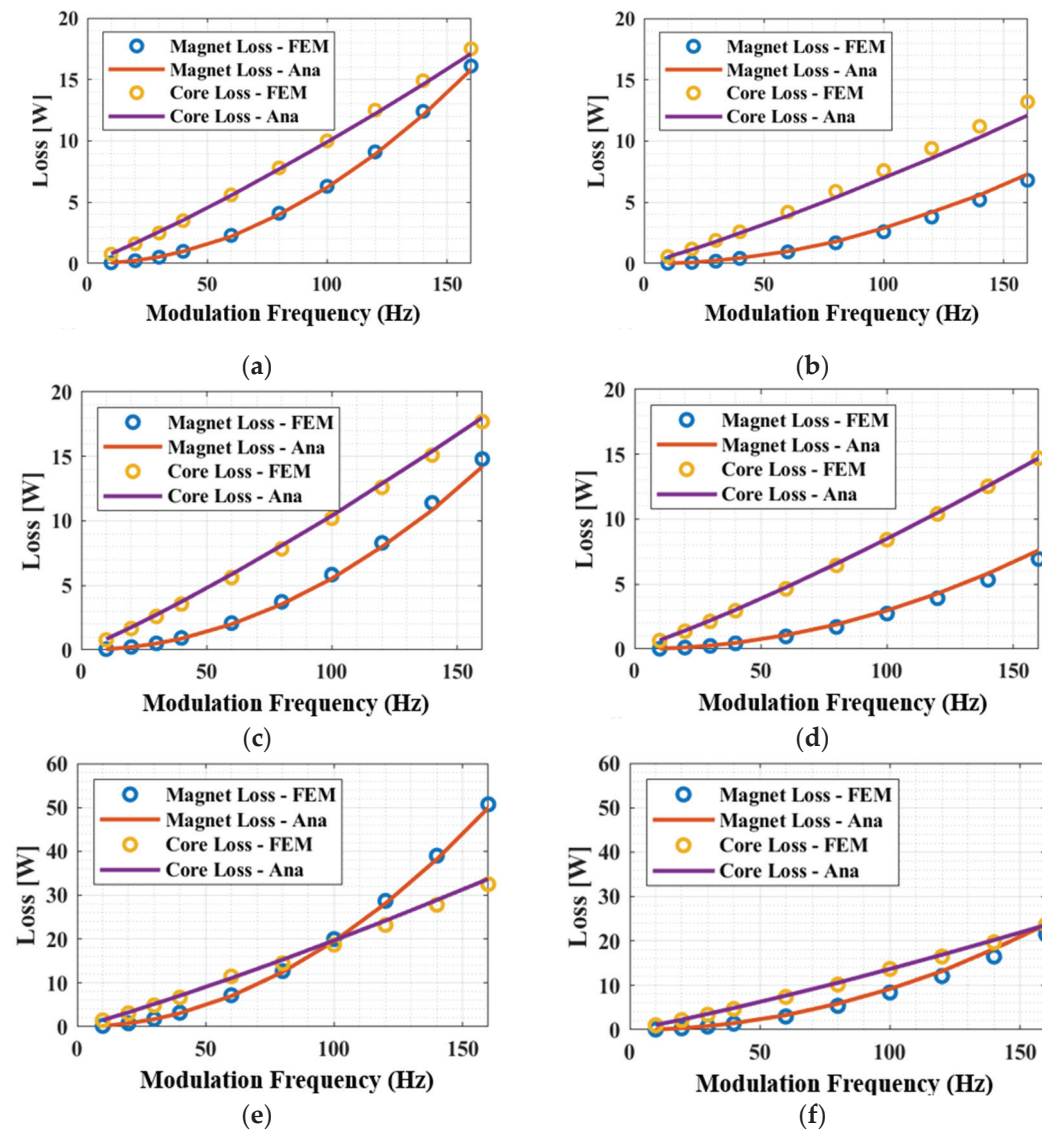 20
15
10
5
0
Loss [W]
Magnet Loss - FEM
Magnet Loss - Ana
Core Loss - FEM
Core Loss - Ana
0 50 100 150
Modulation Frequency (Hz)
(a)
20
15
10
5
0
Loss [W]
Magnet Loss - FEM
Magnet Loss - Ana
Core Loss - FEM
Core Loss - Ana
0 50 100 150
Modulation Frequency (Hz)
(b)
20
15
10
5
0
Loss [W]
Magnet Loss - FEM
Magnet Loss - Ana
Core Loss - FEM
Core Loss - Ana
0 50 100 150
Modulation Frequency (Hz)
(c)
20
15
10
5
0
Loss [W]
Magnet Loss - FEM
Magnet Loss - Ana
Core Loss - FEM
Core Loss - Ana
0 50 100 150
Modulation Frequency (Hz)
(d)
60
50
40
30
20
10
0
Loss [W]
Magnet Loss - FEM
Magnet Loss - Ana
Core Loss - FEM
Core Loss - Ana
0 50 100 150
Modulation Frequency (Hz)
(e)
60
50
40
30
20
10
0
Loss [W]
Magnet Loss - FEM
Magnet Loss - Ana
Core Loss - FEM
Core Loss - Ana
0 50 100 150
Modulation Frequency (Hz)
(f)